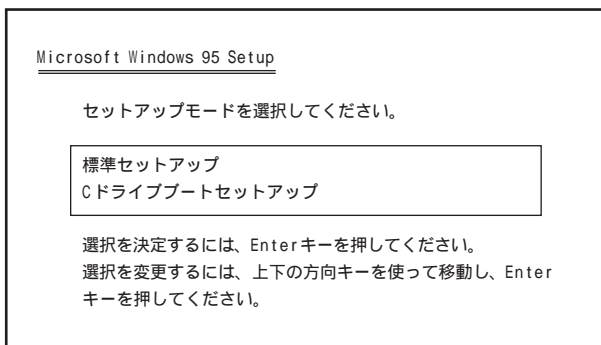 Microsoft Windows 95 Setup
セットアップモードを選択してください。
標準セットアップ
Cドライブブートセットアップ
選択を決定するには、Enterキーを押してください。
選択を変更するには、上下の方向キーを使って移動し、Enter
キーを押してください。